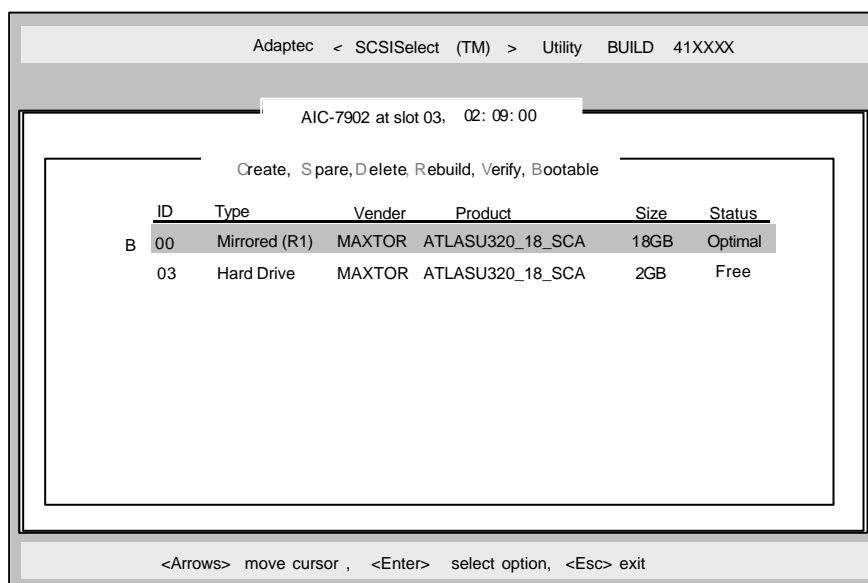 Adaptec < SCSISelect (TM) > Utility BUILD 41XXXX
AIC-7902 at slot 03, 02:09:00
Create, Spare, Delete, Rebuild, Verify, Bootable
ID Type Vender Product Size Status
B 00 Mirrored (R1) MAXTOR ATLASU320_18_SCA 18GB Optimal
03 Hard Drive MAXTOR ATLASU320_18_SCA 2GB Free
<Arrows> move cursor , <Enter> select option, <Esc> exit